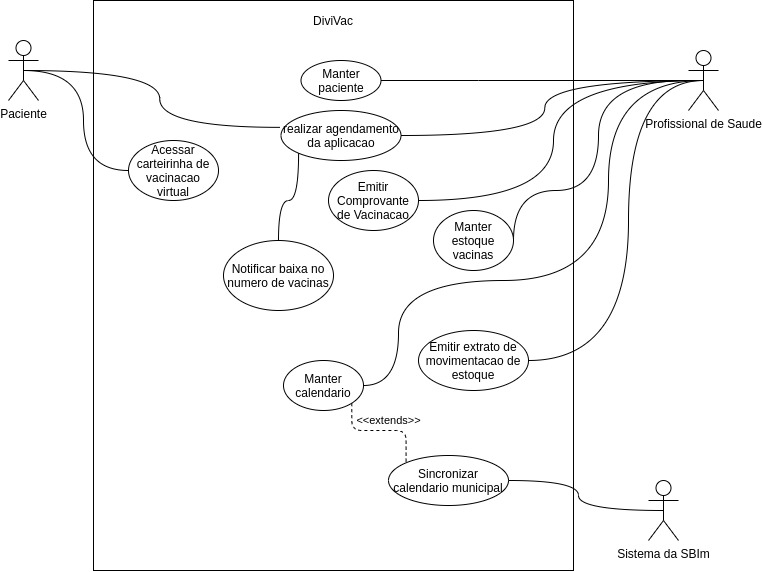 DiviVac
Manter
paciente
Paciente
realizar agendamento
da aplicacao
Profissional de Saude
Acessar
carteirinha de
vacinacao
virtual
Emitir
Comprovante
de Vacinacao
Manter
estoque
vacinas
Notificar baixa no
numero de vacinas
Emitir extrato de
movimentacao de
estoque
Manter
calendario
<<extends>>
Sincronizar
calendario municipal
Sistema da SBIm